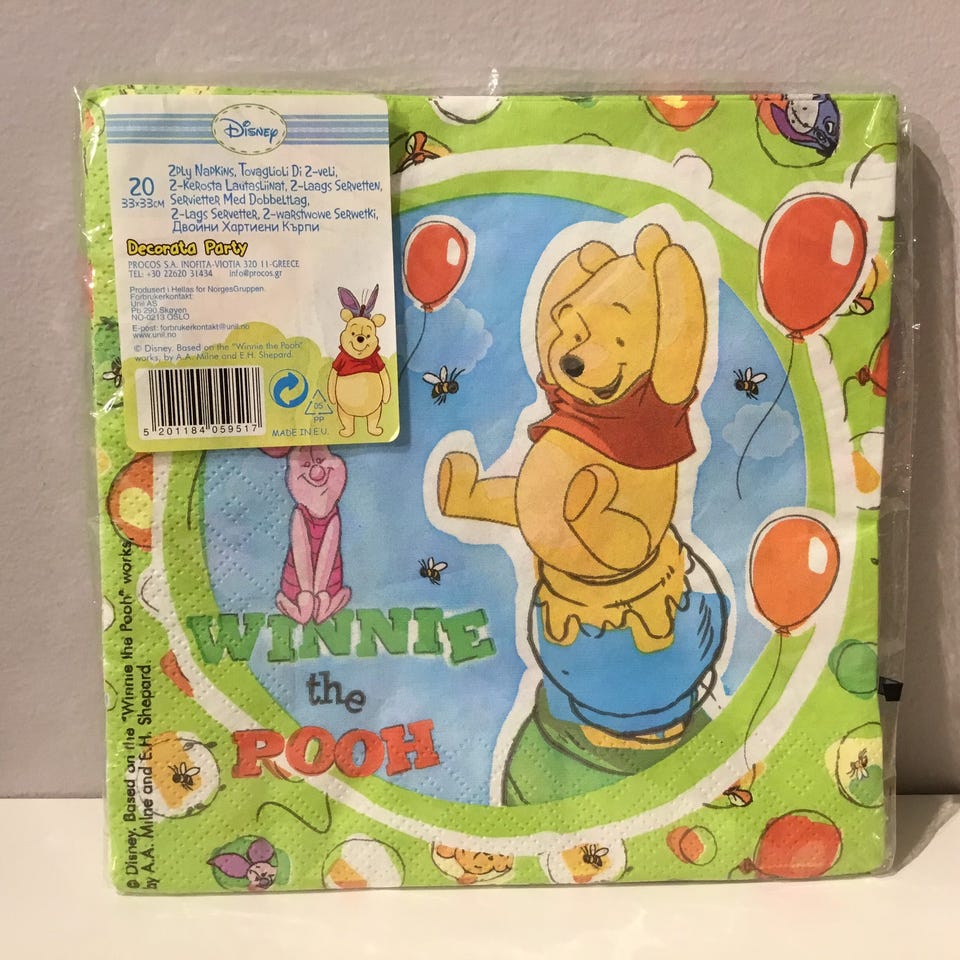 Disney
20
33x33cm
2ply Napkins, Tovaglioli Di 2-veli,
2-Kerosta Lautasliinat, 2-Laags Servetten,
Servietter Med Dobbeltlag,
2-Lags Servetter, 2-warstwowe Serwetki,
Двойни Хартиени Кърпи
Decorata Party
PROCOS S.A. INOFITA-VIOTIA 320 11-GREECE
TEL: +30 22620 31434 info@procos.gr
Produsert i Hellas for NorgesGruppen.
Forbrukerkontakt:
Unil AS
Pb 290 Skøyen
NO-0213 OSLO
E-post: forbrukerkontakt@unil.no
www.unil.no
© Disney. Based on the "Winnie the Pooh"
works, by A.A. Milne and E.H. Shepard.
5 201184 059517
05
PP
MADE IN E.U.
WINNIE
the
POOH
© Disney. Based on the "Winnie the Pooh" works,
by A.A. Milne and E.H. Shepard.